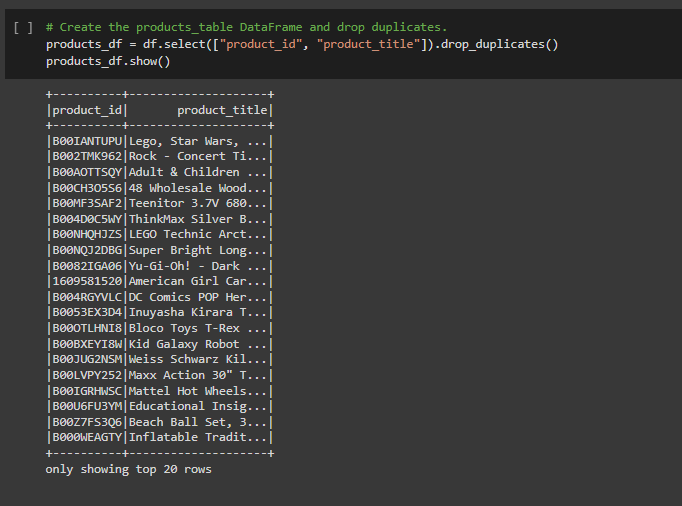 [ ] # Create the products_table DataFrame and drop duplicates.
products_df = df.select(["product_id", "product_title"]).drop_duplicates()
products_df.show()
+----------+--------------------+
|product_id|       product_title|
+----------+--------------------+
|B00IANTUPU|Lego, Star Wars, ...|
|B002TMK962|Rock - Concert Ti...|
|B00AOTTSQY|Adult & Children ...|
|B00CH3O5S6|48 Wholesale Wood...|
|B00MF3SAF2|Teenitor 3.7V 680...|
|B004D0C5WY|ThinkMax Silver B...|
|B00NHQHJZS|LEGO Technic Arct...|
|B00NQJ2DBG|Super Bright Long...|
|B0082IGA06|Yu-Gi-Oh! - Dark ...|
|1609581520|American Girl Car...|
|B004RGYVLC|DC Comics POP Her...|
|B0053EX3D4|Inuyasha Kirara T...|
|B00OTLHNI8|Bloco Toys T-Rex ...|
|B00BXEYI8W|Kid Galaxy Robot ...|
|B00JUG2NSM|Weiss Schwarz Kil...|
|B00LVPY252|Maxx Action 30" T...|
|B00IGRHWSC|Mattel Hot Wheels...|
|B00U6FU3YM|Educational Insig...|
|B00Z7FS3Q6|Beach Ball Set, 3...|
|B000WEAGTY|Inflatable Tradit...|
+----------+--------------------+
only showing top 20 rows